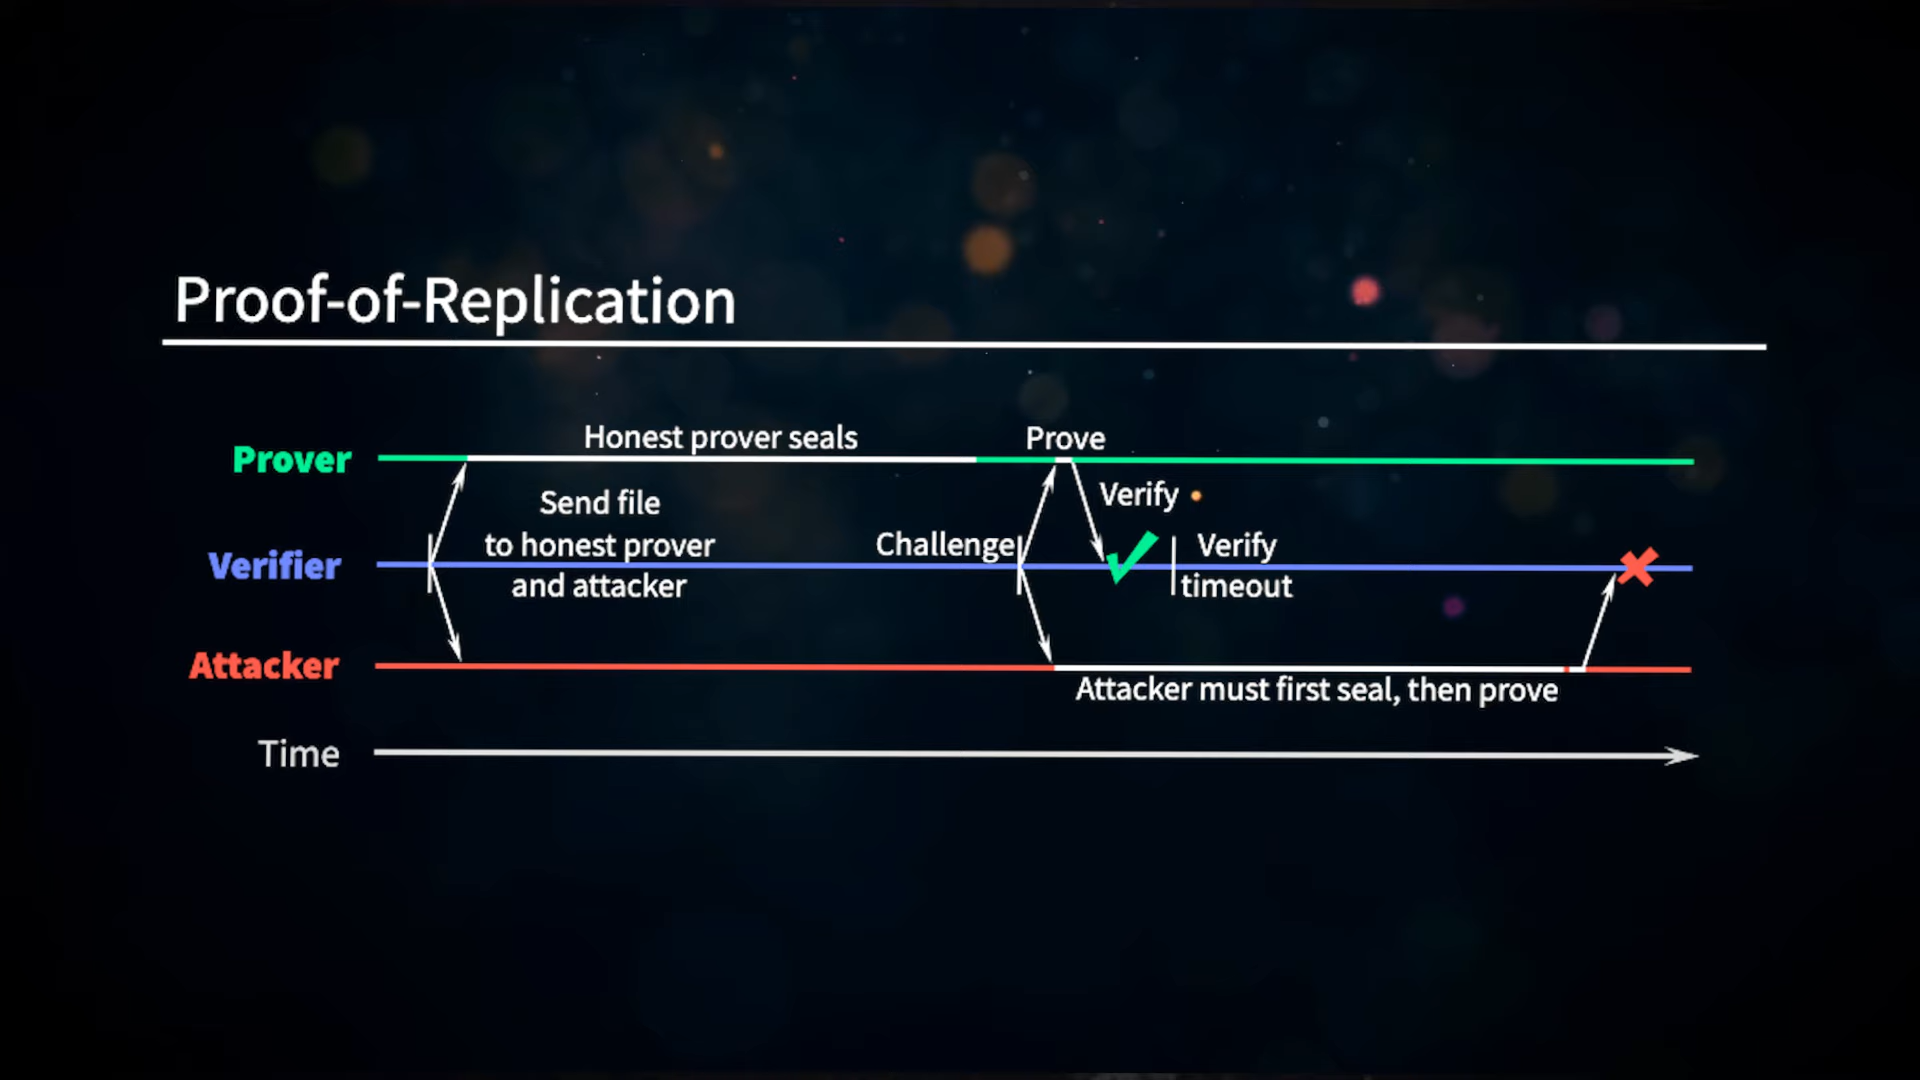 Proof-of-Replication
Honest prover seals
Prove
Prover
Send file
to honest prover
and attacker
Verify
Challenge
Verify
timeout
Verifier
Attacker
Attacker must first seal, then prove
Time